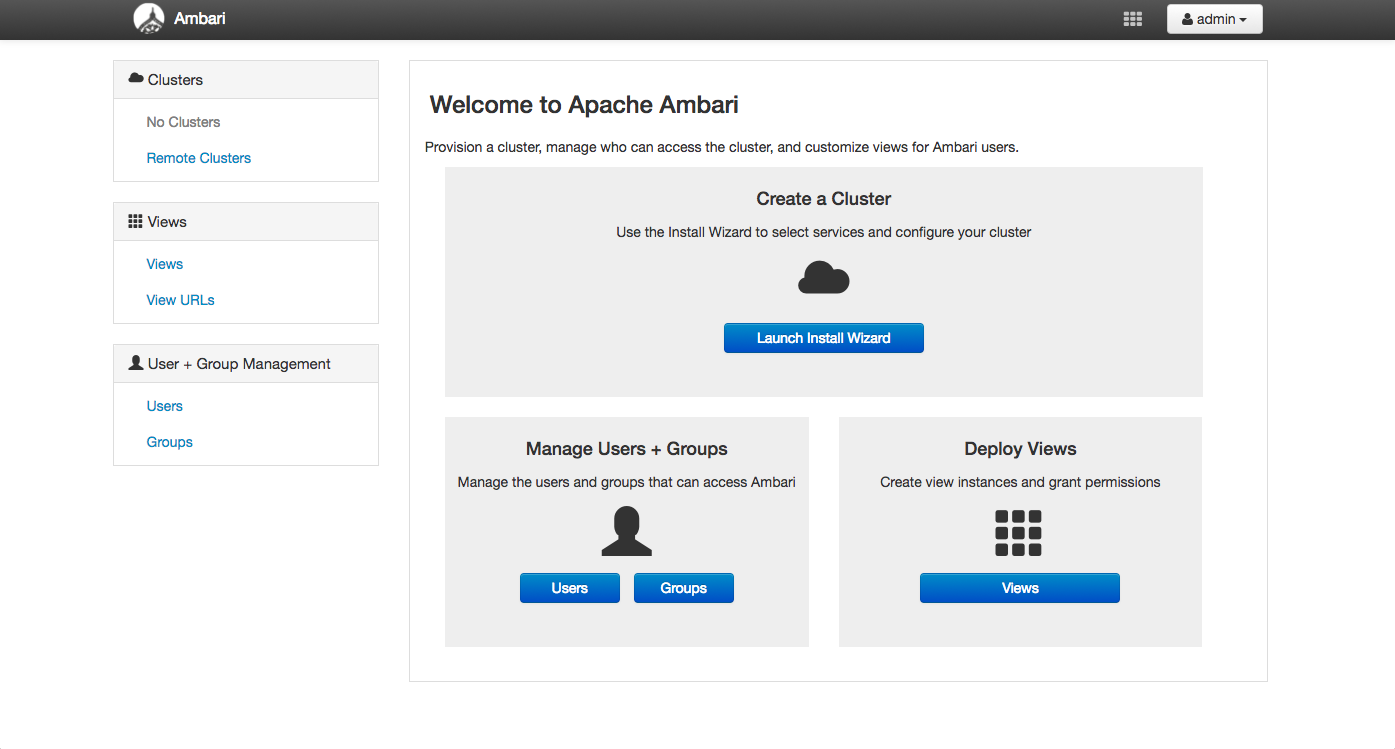 Ambari
admin
Clusters
No Clusters
Remote Clusters
Views
Views
View URLs
User + Group Management
Users
Groups
Welcome to Apache Ambari
Provision a cluster, manage who can access the cluster, and customize views for Ambari users.
Create a Cluster
Use the Install Wizard to select services and configure your cluster
Launch Install Wizard
Manage Users + Groups
Manage the users and groups that can access Ambari
Users
Groups
Deploy Views
Create view instances and grant permissions
Views